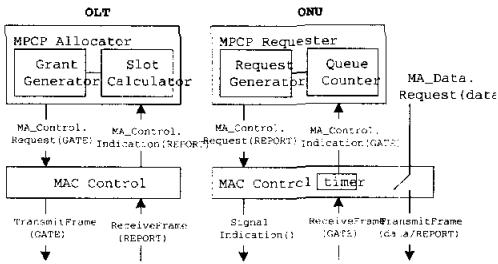 OLT
ONU
MPCP Allocator
Grant
Generator
Slot
Calculator
MPCP Requester
Request
Generator
Queue
Counter
MA_Data.
Request(data
MA_Control.
Request(GATE)
MA_Control.
Indication(REPORT)
MA_Control.
Request(REPORT)
MA_Control.
Indication(GATE)
MAC Control
MAC Control timer
TransmitFrame
(GATE)
ReceiveFrame
(REPORT)
Signal
Indication()
ReceiveFrame
(GATE)
TransmitFrame
(data/REPORT)